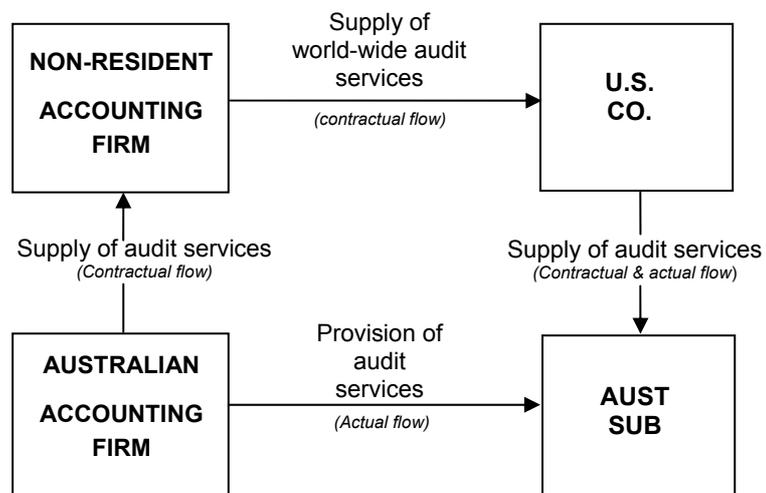 NON-RESIDENT
ACCOUNTING
FIRM
Supply of
world-wide audit
services
(contractual flow)
U.S.
CO.
Supply of audit services
(Contractual flow)
Supply of audit services
(Contractual & actual flow)
AUSTRALIAN
ACCOUNTING
FIRM
Provision of
audit
services
(Actual flow)
AUST
SUB